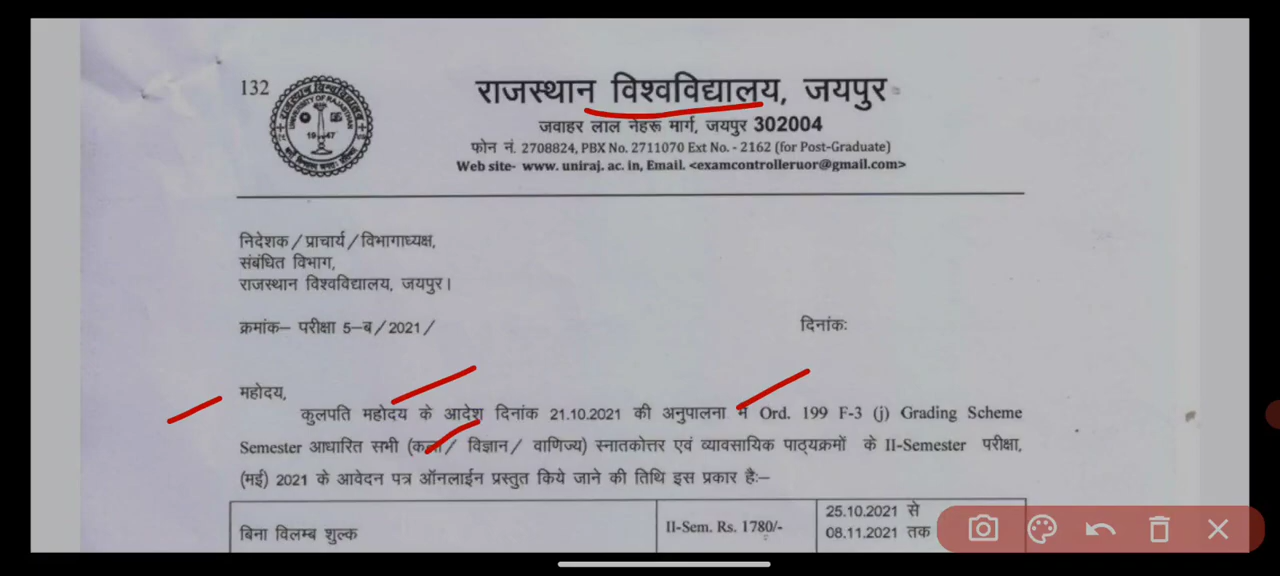 132
राजस्थान विश्वविद्यालय, जयपुर
जवाहर लाल नेहरू मार्ग, जयपुर 302004
फोन नं. 2708824, PBX No. 2711070 Ext No. - 2162 (for Post-Graduate)
Web site- www. uniraj. ac. in, Email. <examcontrolleruor@gmail.com>
UNIVERSITY OF RAJASTHAN
1947
निदेशक/प्राचार्य/विभागाध्यक्ष,
संबंधित विभाग,
राजस्थान विश्वविद्यालय, जयपुर।
क्रमांक– परीक्षा 5–ब/2021/ दिनांकः
महोदय,
कुलपति महोदय के आदेश दिनांक 21.10.2021 की अनुपालना में Ord. 199 F-3 (j) Grading Scheme
Semester आधारित सभी (कला/ विज्ञान/ वाणिज्य) स्नातकोत्तर एवं व्यावसायिक पाठ्यक्रमों के II-Semester परीक्षा,
(मई) 2021 के आवेदन पत्र ऑनलाईन प्रस्तुत किये जाने की तिथि इस प्रकार हैः–
बिना विलम्ब शुल्क II-Sem. Rs. 1780/- 25.10.2021 से
08.11.2021 तक